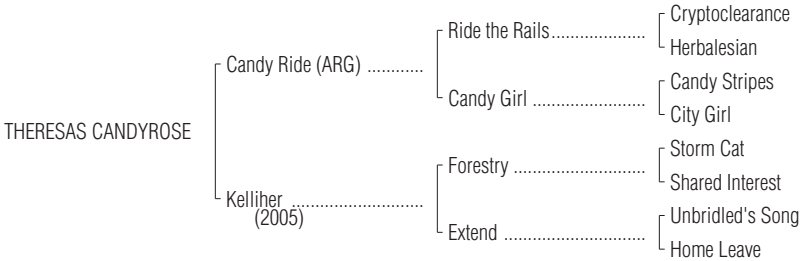 Cryptoclearance
Ride the Rails....................
Herbalesian
Candy Ride (ARG) ............
Candy Stripes
Candy Girl ........................
City Girl
THERESAS CANDYROSE
Storm Cat
Forestry ............................
Shared Interest
Kelliher ............................
(2005)
Unbridled's Song
Extend ..............................
Home Leave